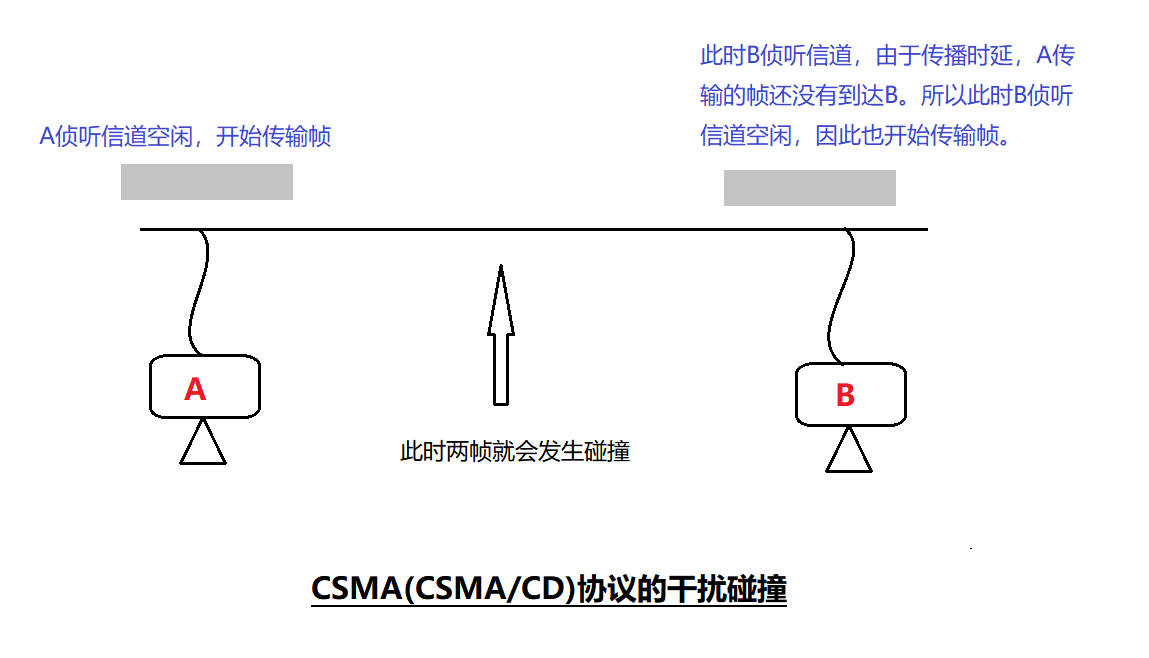 此时B侦听信道，由于传播时延，A传
输的帧还没有到达B。所以此时B侦听
信道空闲，因此也开始传输帧。
A侦听信道空闲，开始传输帧
A
B
此时两帧就会发生碰撞
CSMA(CSMA/CD)协议的干扰碰撞